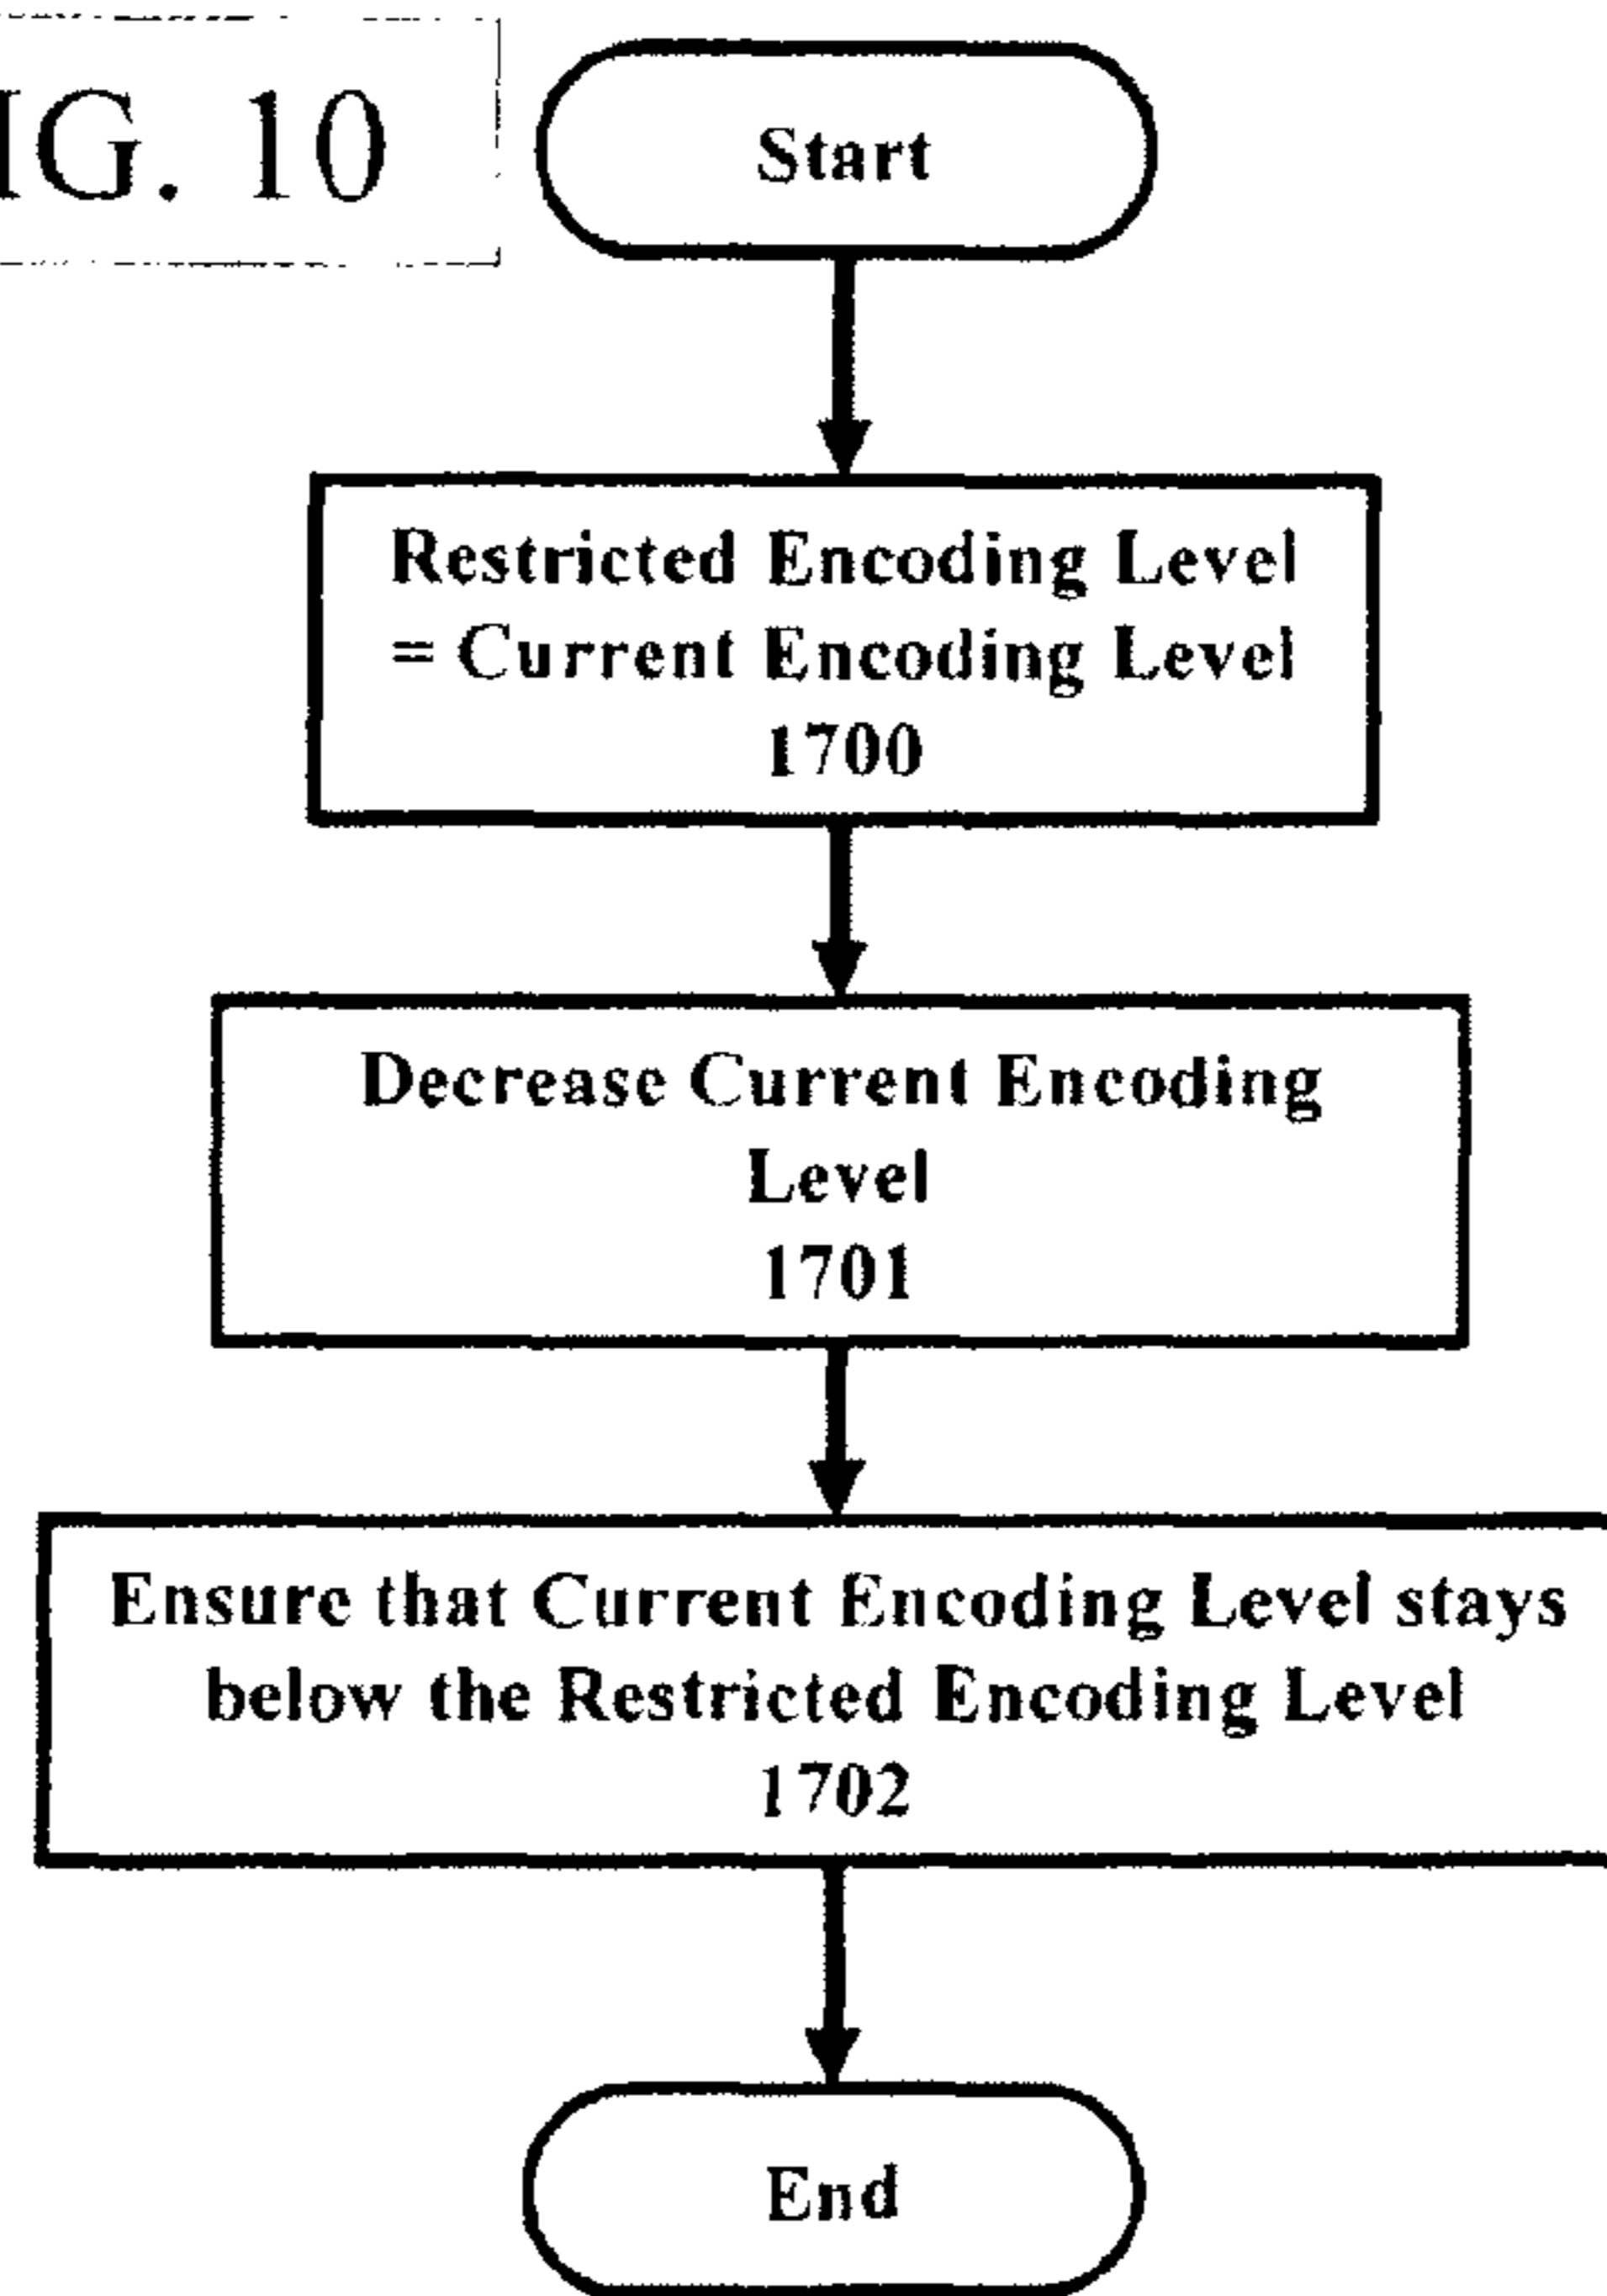 IG. 10
Start
Restricted Encoding Level
= Current Encoding Level
1700
Decrease Current Encoding
Level
1701
Ensure that Current Encoding Level stays
below the Restricted Encoding Level
1702
End